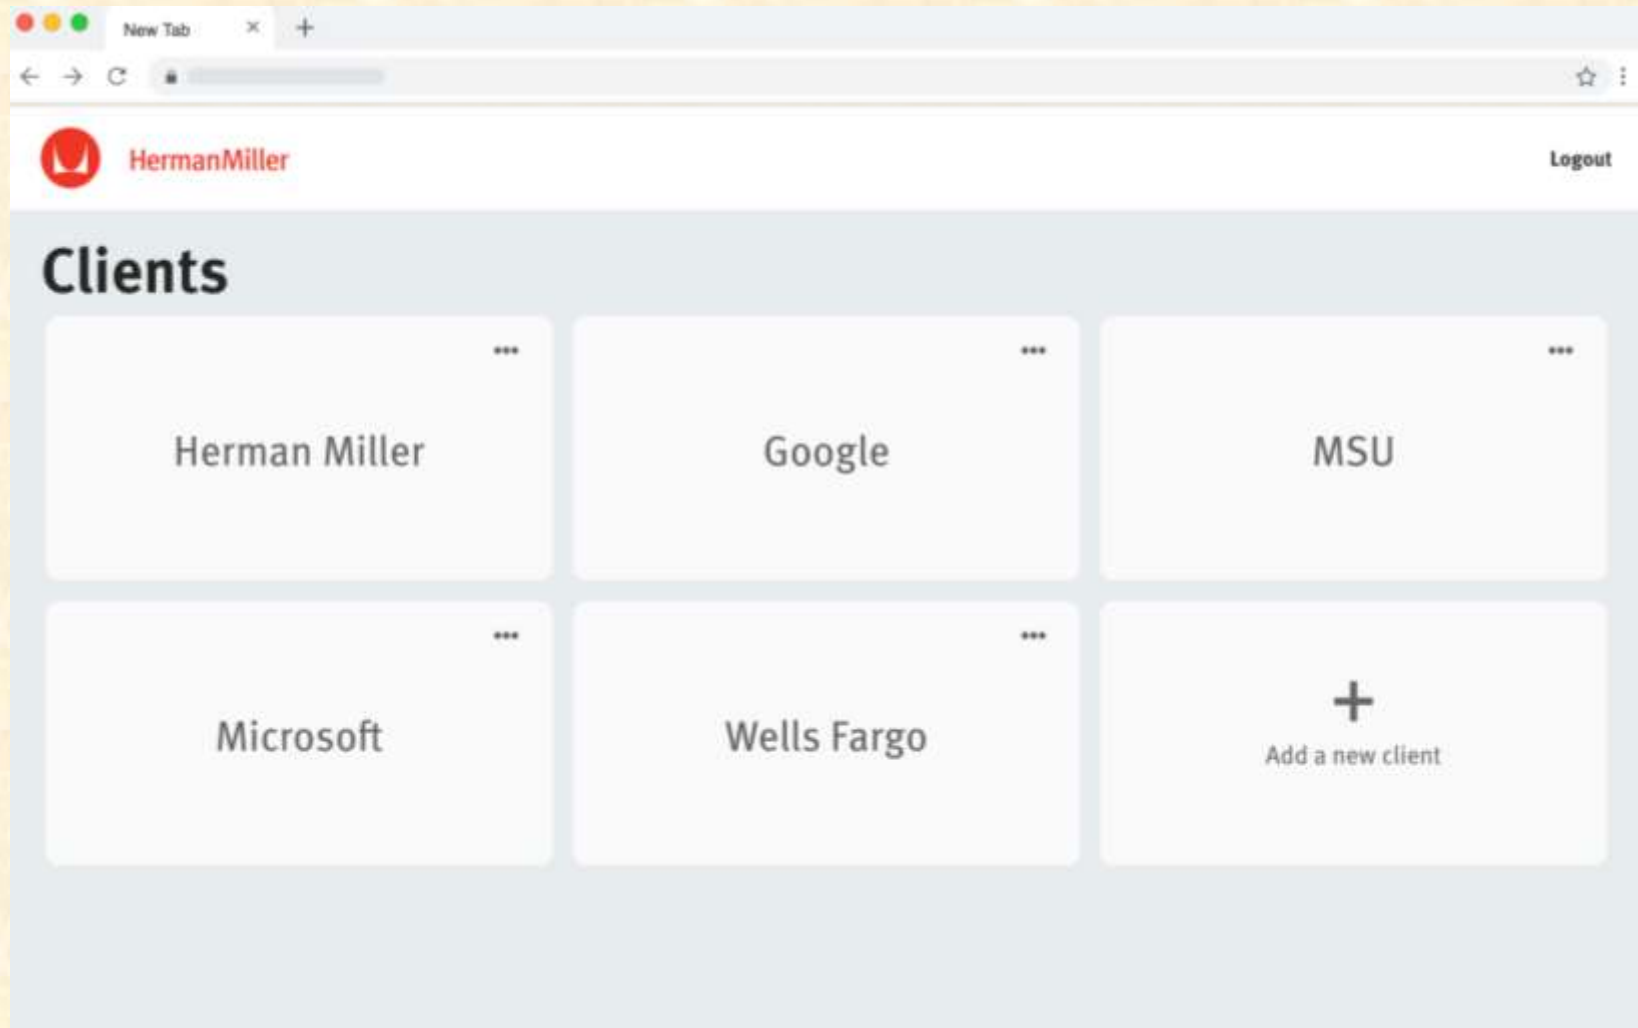 New Tab
HermanMiller
Logout
Clients
Herman Miller
Google
MSU
Microsoft
Wells Fargo
Add a new client